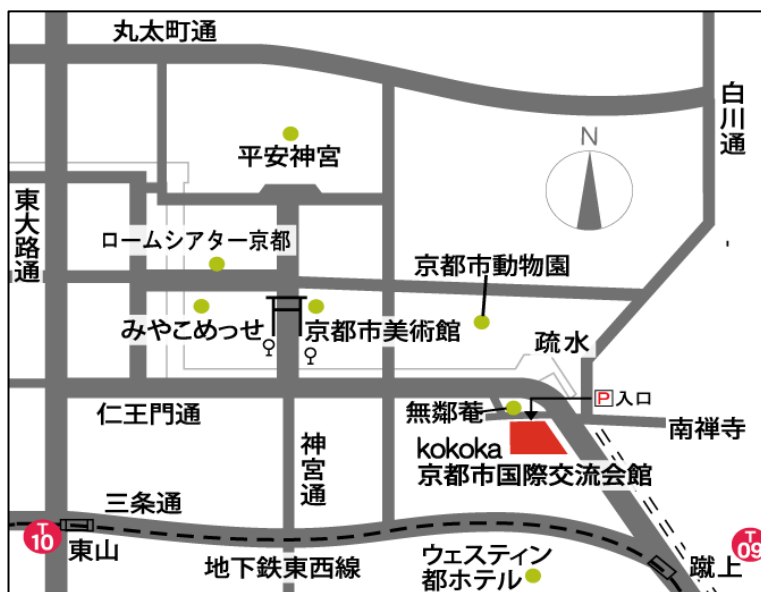 丸太町通
白川通
N
平安神宮
東大路通
ロームシアター京都
京都市動物園
みやこめっせ
京都市美術館
疏水
P入口
仁王門通
無鄰菴
南禅寺
神宮通
kokoka
京都市国際交流会館
三条通
T
10
東山
地下鉄東西線
ウェスティン
都ホテル
蹴上
T
09